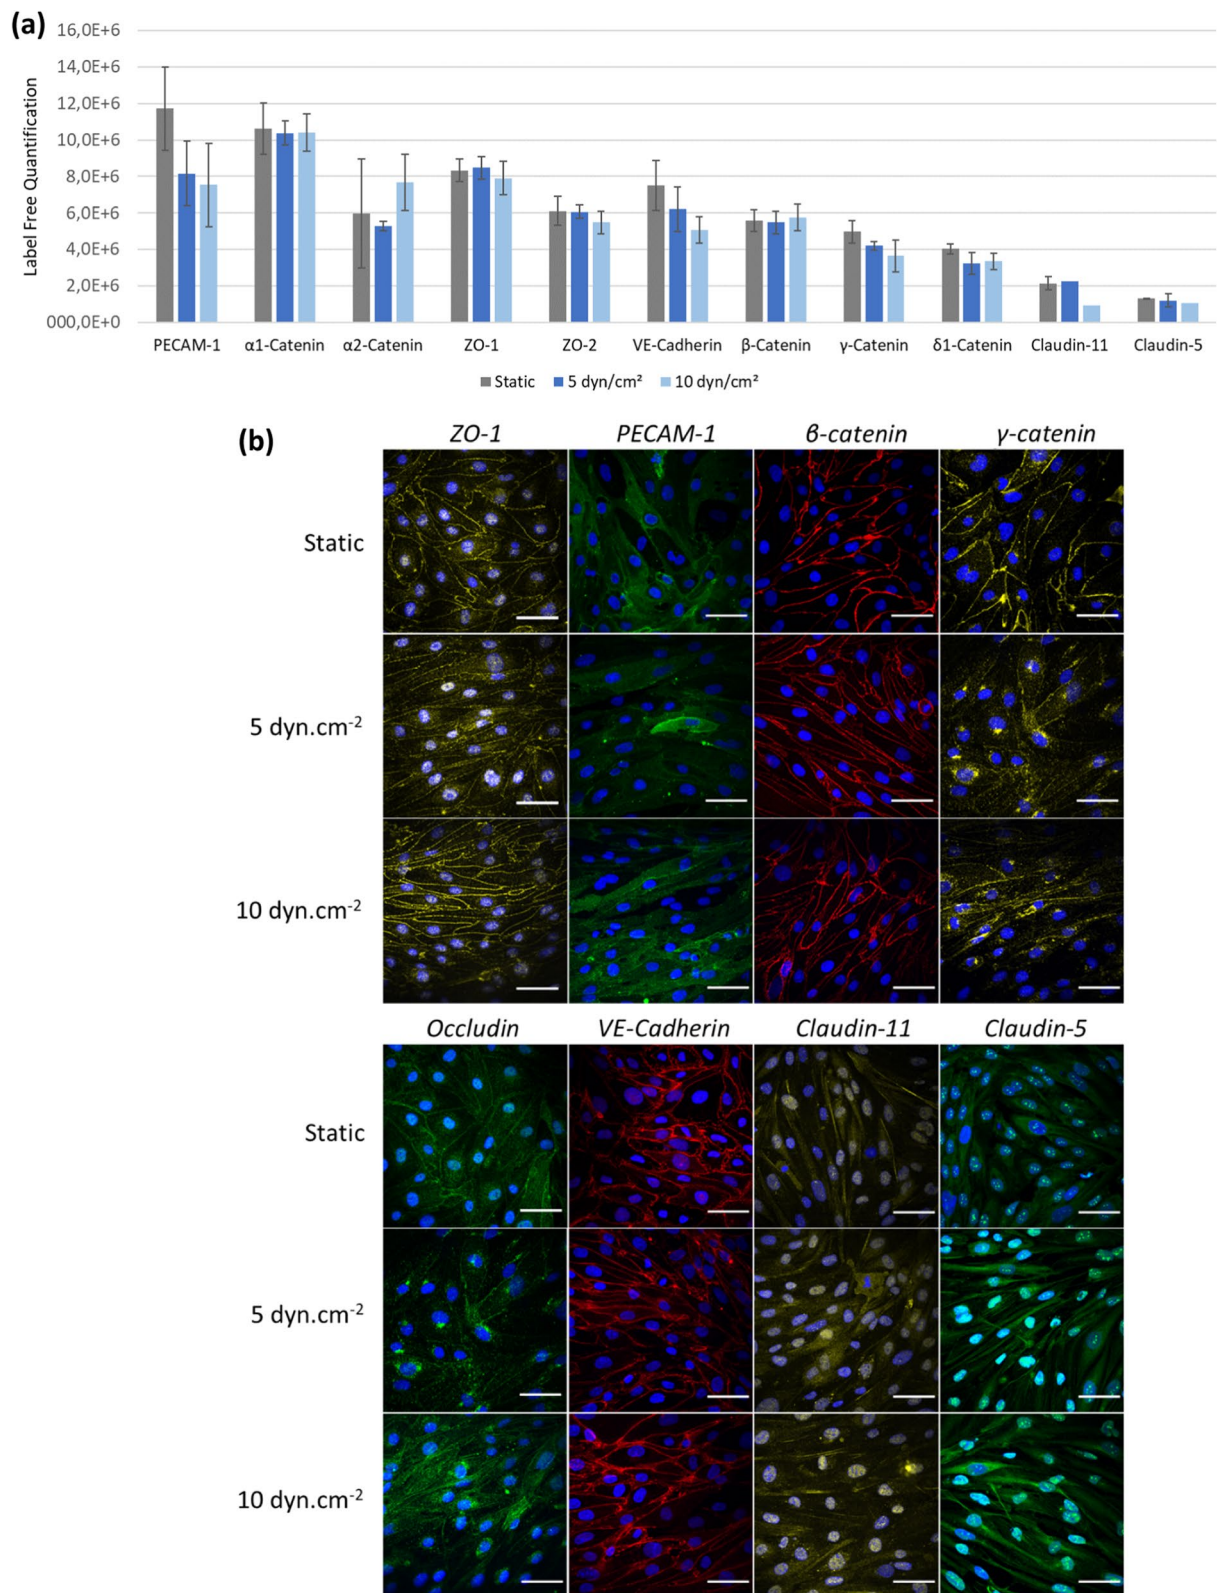 (a)
16,0E+6
14,0E+6
12,0E+6
10,0E+6
8,0E+6
6,0E+6
4,0E+6
2,0E+6
000,0E+0
Label Free Quantification
PECAM-1 α1-Catenin α2-Catenin ZO-1 ZO-2 VE-Cadherin β-Catenin γ-Catenin δ1-Catenin Claudin-11 Claudin-5
Static 5 dyn/cm² 10 dyn/cm²
(b)
ZO-1 PECAM-1 β-catenin γ-catenin
Static
5 dyn.cm⁻²
10 dyn.cm⁻²
Occludin VE-Cadherin Claudin-11 Claudin-5
Static
5 dyn.cm⁻²
10 dyn.cm⁻²